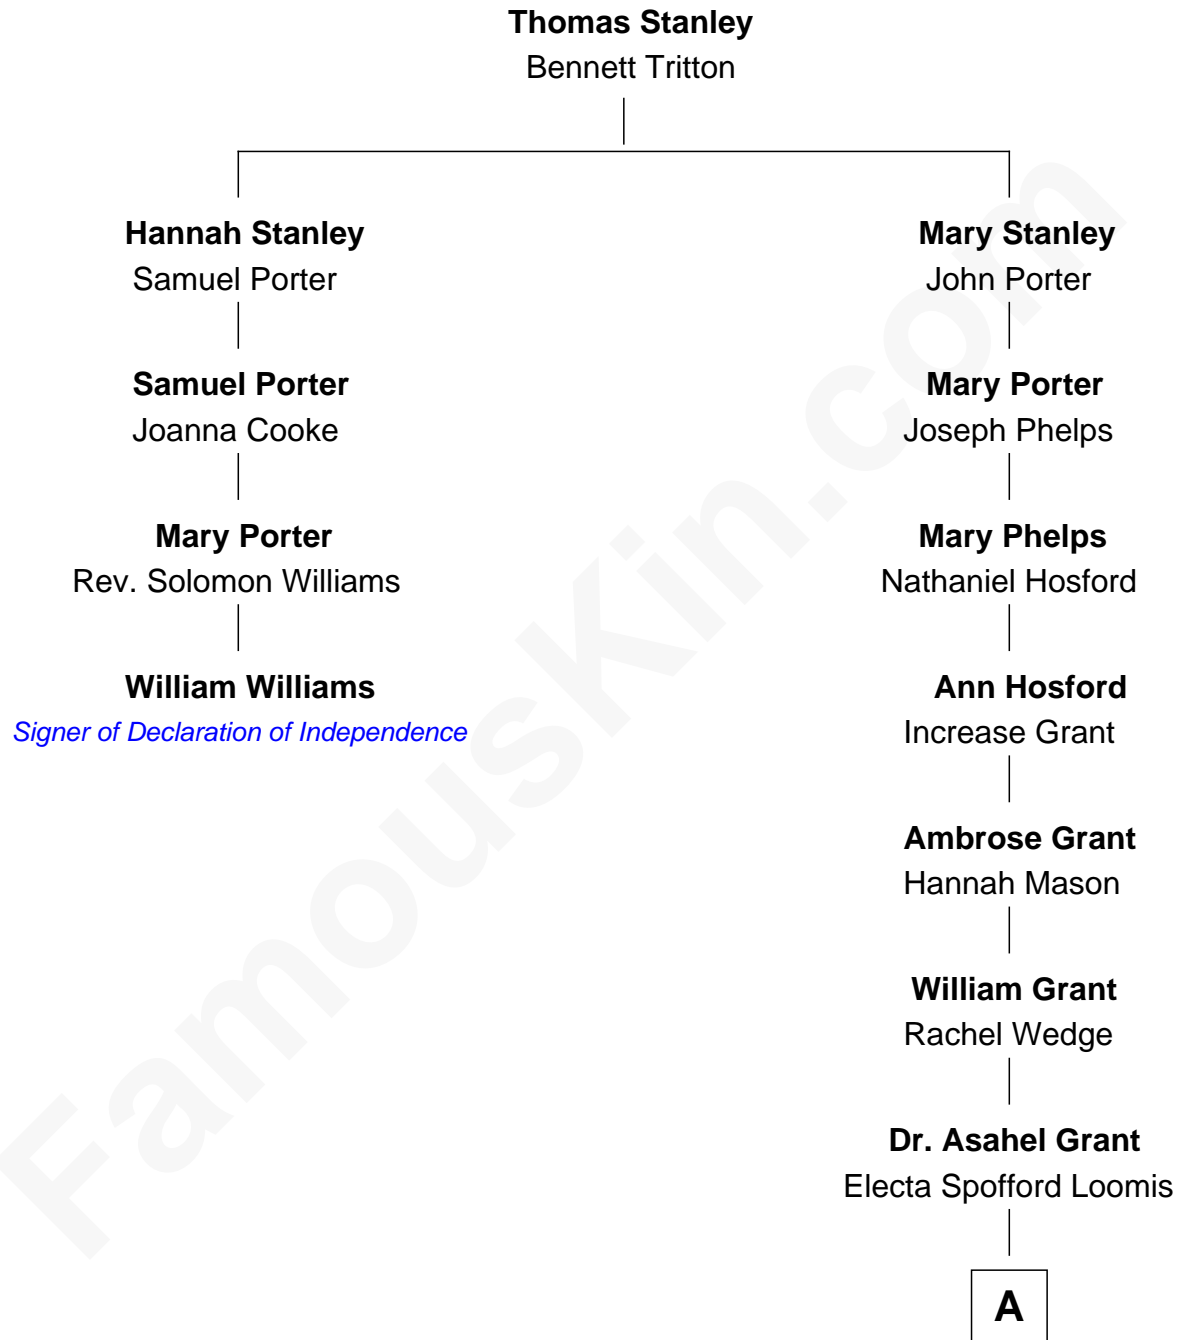 Thomas Stanley
Bennett Tritton
Hannah Stanley
Samuel Porter
Mary Stanley
John Porter
Samuel Porter
Joanna Cooke
Mary Porter
Joseph Phelps
Mary Porter
Rev. Solomon Williams
Mary Phelps
Nathaniel Hosford
William Williams
Signer of Declaration of Independence
Ann Hosford
Increase Grant
Ambrose Grant
Hannah Mason
William Grant
Rachel Wedge
Dr. Asahel Grant
Electa Spofford Loomis
A
FamousKin.com